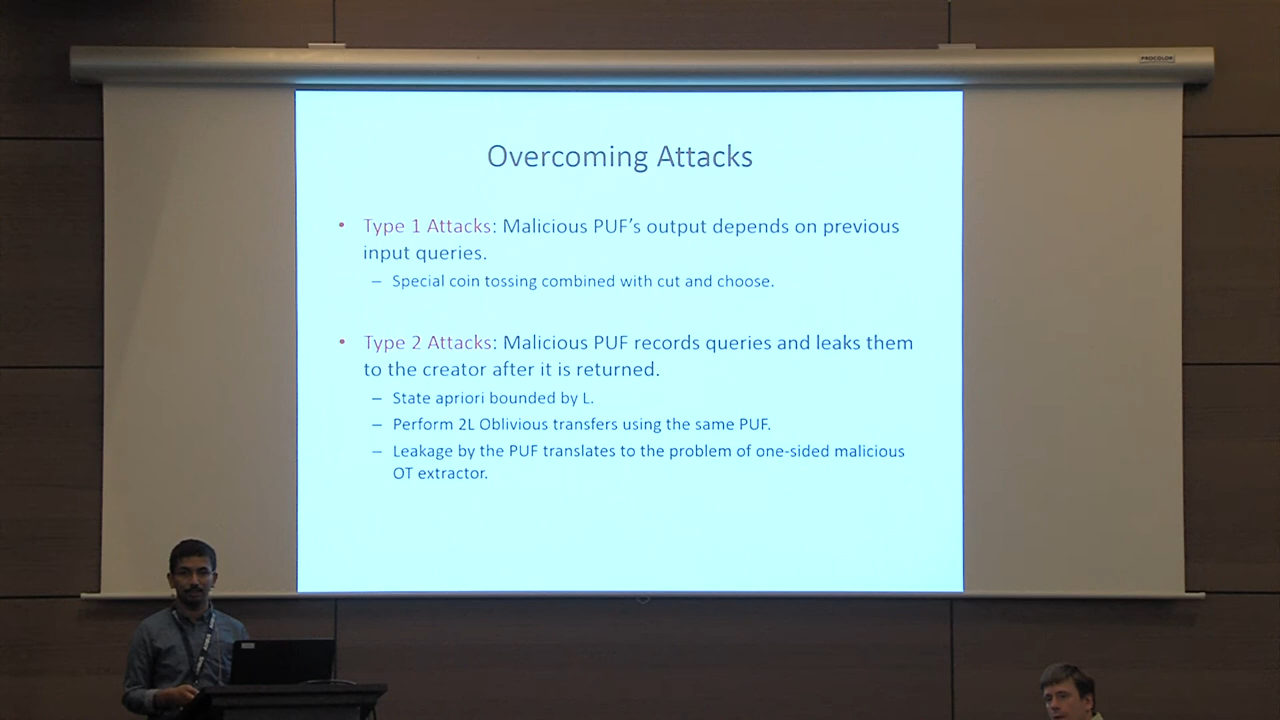 PROCOLOR
Overcoming Attacks
• Type 1 Attacks: Malicious PUF's output depends on previous
input queries.
– Special coin tossing combined with cut and choose.
• Type 2 Attacks: Malicious PUF records queries and leaks them
to the creator after it is returned.
– State apriori bounded by L.
– Perform 2L Oblivious transfers using the same PUF.
– Leakage by the PUF translates to the problem of one-sided malicious
OT extractor.